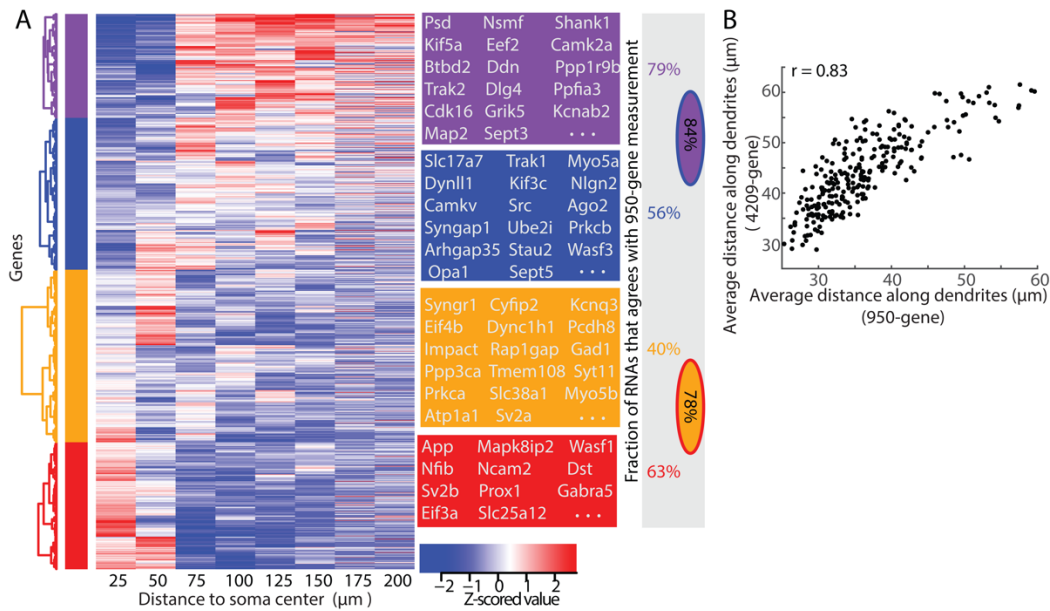 A
Genes
25 50 75 100 125 150 175 200
Distance to soma center (μm)
Psd Nsmf Shank1
Kif5a Eef2 Camk2a
Btbd2 Ddn Ppp1r9b
Trak2 Dlg4 Ppfia3
Cdk16 Grik5 Kcnab2
Map2 Sept3 ...
Slc17a7 Trak1 Myo5a
Dynll1 Kif3c Nlgn2
Camkv Src Ago2
Syngap1 Ube2i Prkcb
Arhgap35 Stau2 Wasf3
Opa1 Sept5 ...
Syngr1 Cyfip2 Kcnq3
Eif4b Dync1h1 Pcdh8
Impact Rap1gap Gad1
Ppp3ca Tmem108 Syt11
Prkca Slc38a1 Myo5b
Atp1a1 Sv2a ...
App Mapk8ip2 Wasf1
Nfib Ncam2 Dst
Sv2b Prox1 Gabra5
Eif3a Slc25a12 ...
−2 −1 0 1 2
Z-scored value
Fraction of RNAs that agrees with 950-gene measurement
79%
84%
56%
40%
78%
63%
B
r = 0.83
Average distance along dendrites (μm)
(4209-gene)
60
50
40
30
30 40 50 60
Average distance along dendrites (μm)
(950-gene)